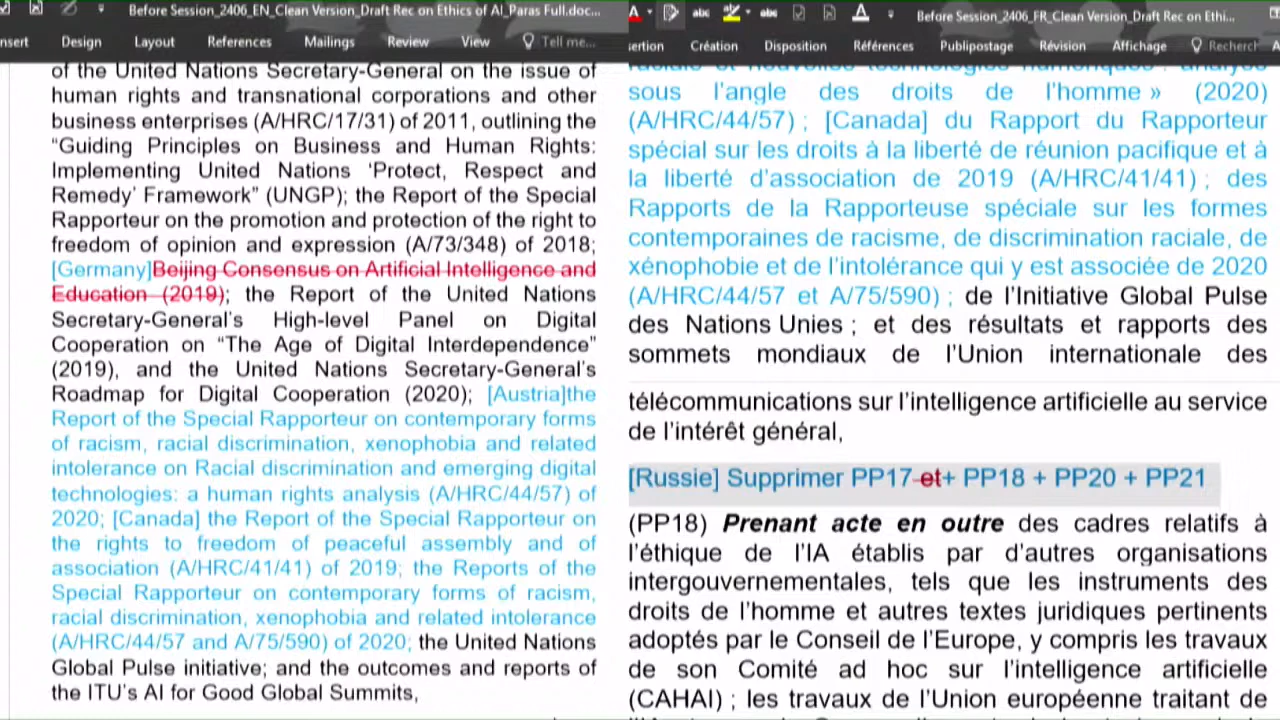 Before Session_2406_EN_Clean Version_Draft Rec on Ethics of AI_Paras Full.doc...
nsert Design Layout References Mailings Review View Tell me...
of the United Nations Secretary-General on the issue of
human rights and transnational corporations and other
business enterprises (A/HRC/17/31) of 2011, outlining the
“Guiding Principles on Business and Human Rights:
Implementing United Nations ‘Protect, Respect and
Remedy’ Framework” (UNGP); the Report of the Special
Rapporteur on the promotion and protection of the right to
freedom of opinion and expression (A/73/348) of 2018;
[Germany]Beijing Consensus on Artificial Intelligence and
Education (2019); the Report of the United Nations
Secretary-General’s High-level Panel on Digital
Cooperation on “The Age of Digital Interdependence”
(2019), and the United Nations Secretary-General’s
Roadmap for Digital Cooperation (2020); [Austria]the
Report of the Special Rapporteur on contemporary forms
of racism, racial discrimination, xenophobia and related
intolerance on Racial discrimination and emerging digital
technologies: a human rights analysis (A/HRC/44/57) of
2020; [Canada] the Report of the Special Rapporteur on
the rights to freedom of peaceful assembly and of
association (A/HRC/41/41) of 2019; the Reports of the
Special Rapporteur on contemporary forms of racism,
racial discrimination, xenophobia and related intolerance
(A/HRC/44/57 and A/75/590) of 2020; the United Nations
Global Pulse initiative; and the outcomes and reports of
the ITU’s AI for Good Global Summits,
A abc abc A Before Session_2406_FR_Clean Version_Draft Rec on Ethi...
sertion Création Disposition Références Publipostage Révision Affichage Recherch
raciale et nouvelles technologies numériques : analyse
sous l’angle des droits de l’homme » (2020)
(A/HRC/44/57) ; [Canada] du Rapport du Rapporteur
spécial sur les droits à la liberté de réunion pacifique et à
la liberté d’association de 2019 (A/HRC/41/41) ; des
Rapports de la Rapporteuse spéciale sur les formes
contemporaines de racisme, de discrimination raciale, de
xénophobie et de l’intolérance qui y est associée de 2020
(A/HRC/44/57 et A/75/590) ; de l’Initiative Global Pulse
des Nations Unies ; et des résultats et rapports des
sommets mondiaux de l’Union internationale des
télécommunications sur l’intelligence artificielle au service
de l’intérêt général,
[Russie] Supprimer PP17 et+ PP18 + PP20 + PP21
(PP18) Prenant acte en outre des cadres relatifs à
l’éthique de l’IA établis par d’autres organisations
intergouvernementales, tels que les instruments des
droits de l’homme et autres textes juridiques pertinents
adoptés par le Conseil de l’Europe, y compris les travaux
de son Comité ad hoc sur l’intelligence artificielle
(CAHAI) ; les travaux de l’Union européenne traitant de